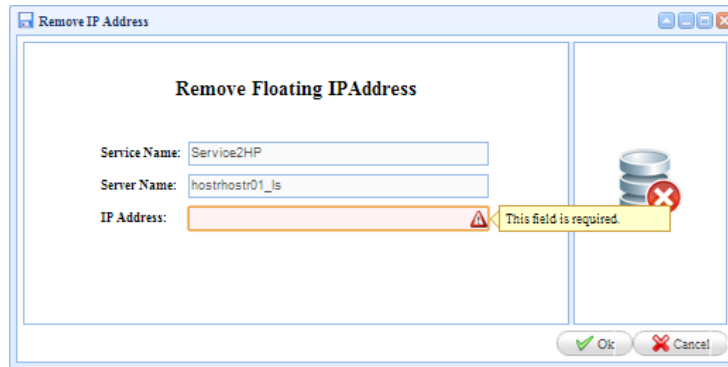 Remove IP Address
Remove Floating IPAddress
Service Name: Service2HP
Server Name: hostrhostr01_ls
IP Address:
This field is required.
Ok Cancel